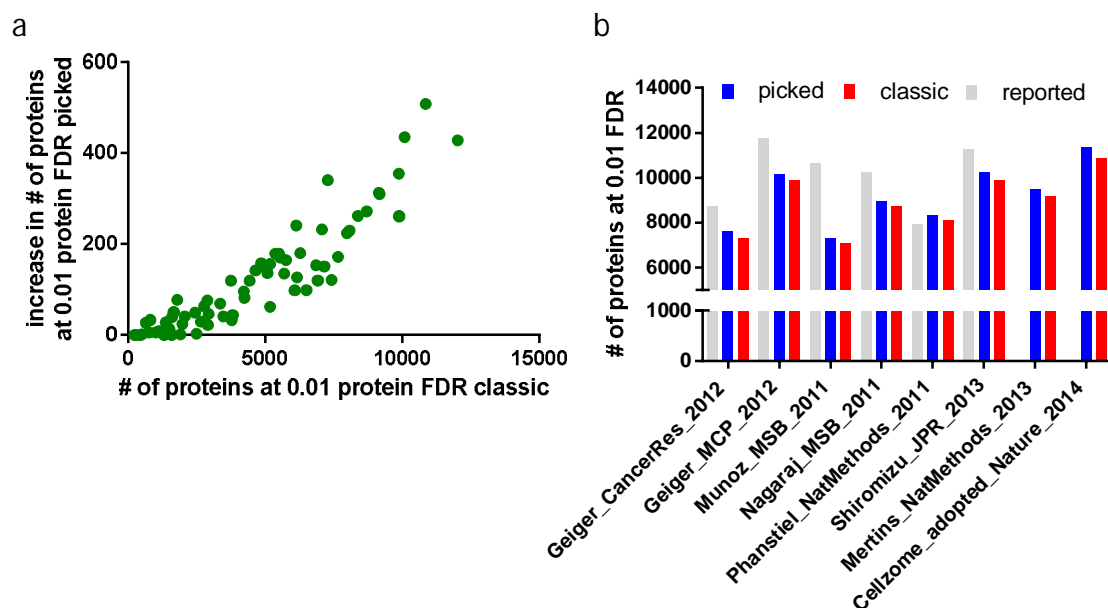 a
increase in # of proteins
at 0.01 protein FDR picked
600
400
200
0
0 5000 10000 15000
# of proteins at 0.01 protein FDR classic
b
# of proteins at 0.01 FDR
picked classic reported
14000
12000
10000
8000
6000
1000
0
Geiger_CancerRes_2012
Geiger_MCP_2012
Munoz_MSB_2011
Nagaraj_MSB_2011
Phanstiel_NatMethods_2011
Shiromizu_JPR_2013
Mertins_NatMethods_2013
Cellzome_adopted_Nature_2014